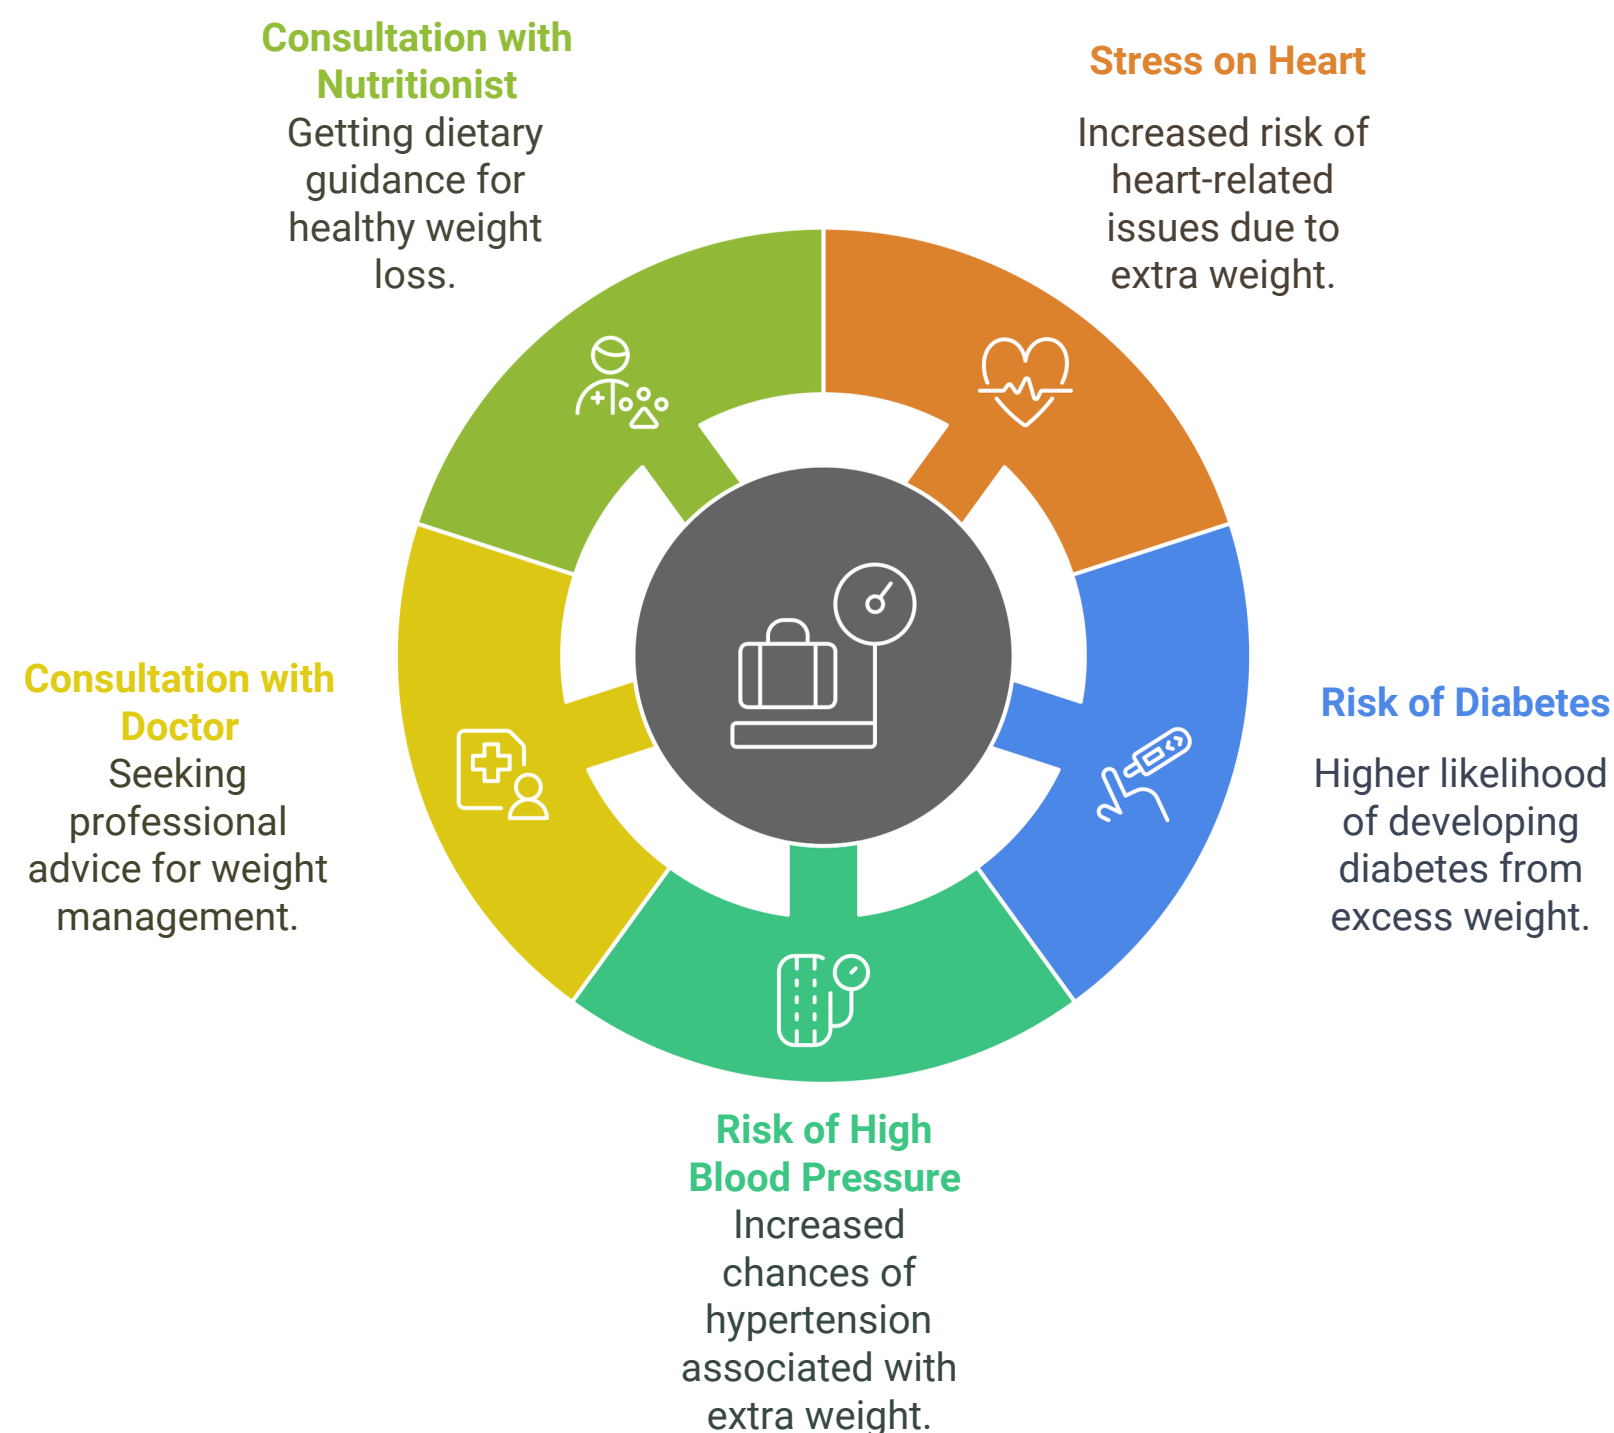 Consultation with
Nutritionist
Getting dietary
guidance for
healthy weight
loss.
Stress on Heart
Increased risk of
heart-related
issues due to
extra weight.
Consultation with
Doctor
Seeking
professional
advice for weight
management.
Risk of Diabetes
Higher likelihood
of developing
diabetes from
excess weight.
Risk of High
Blood Pressure
Increased
chances of
hypertension
associated with
extra weight.